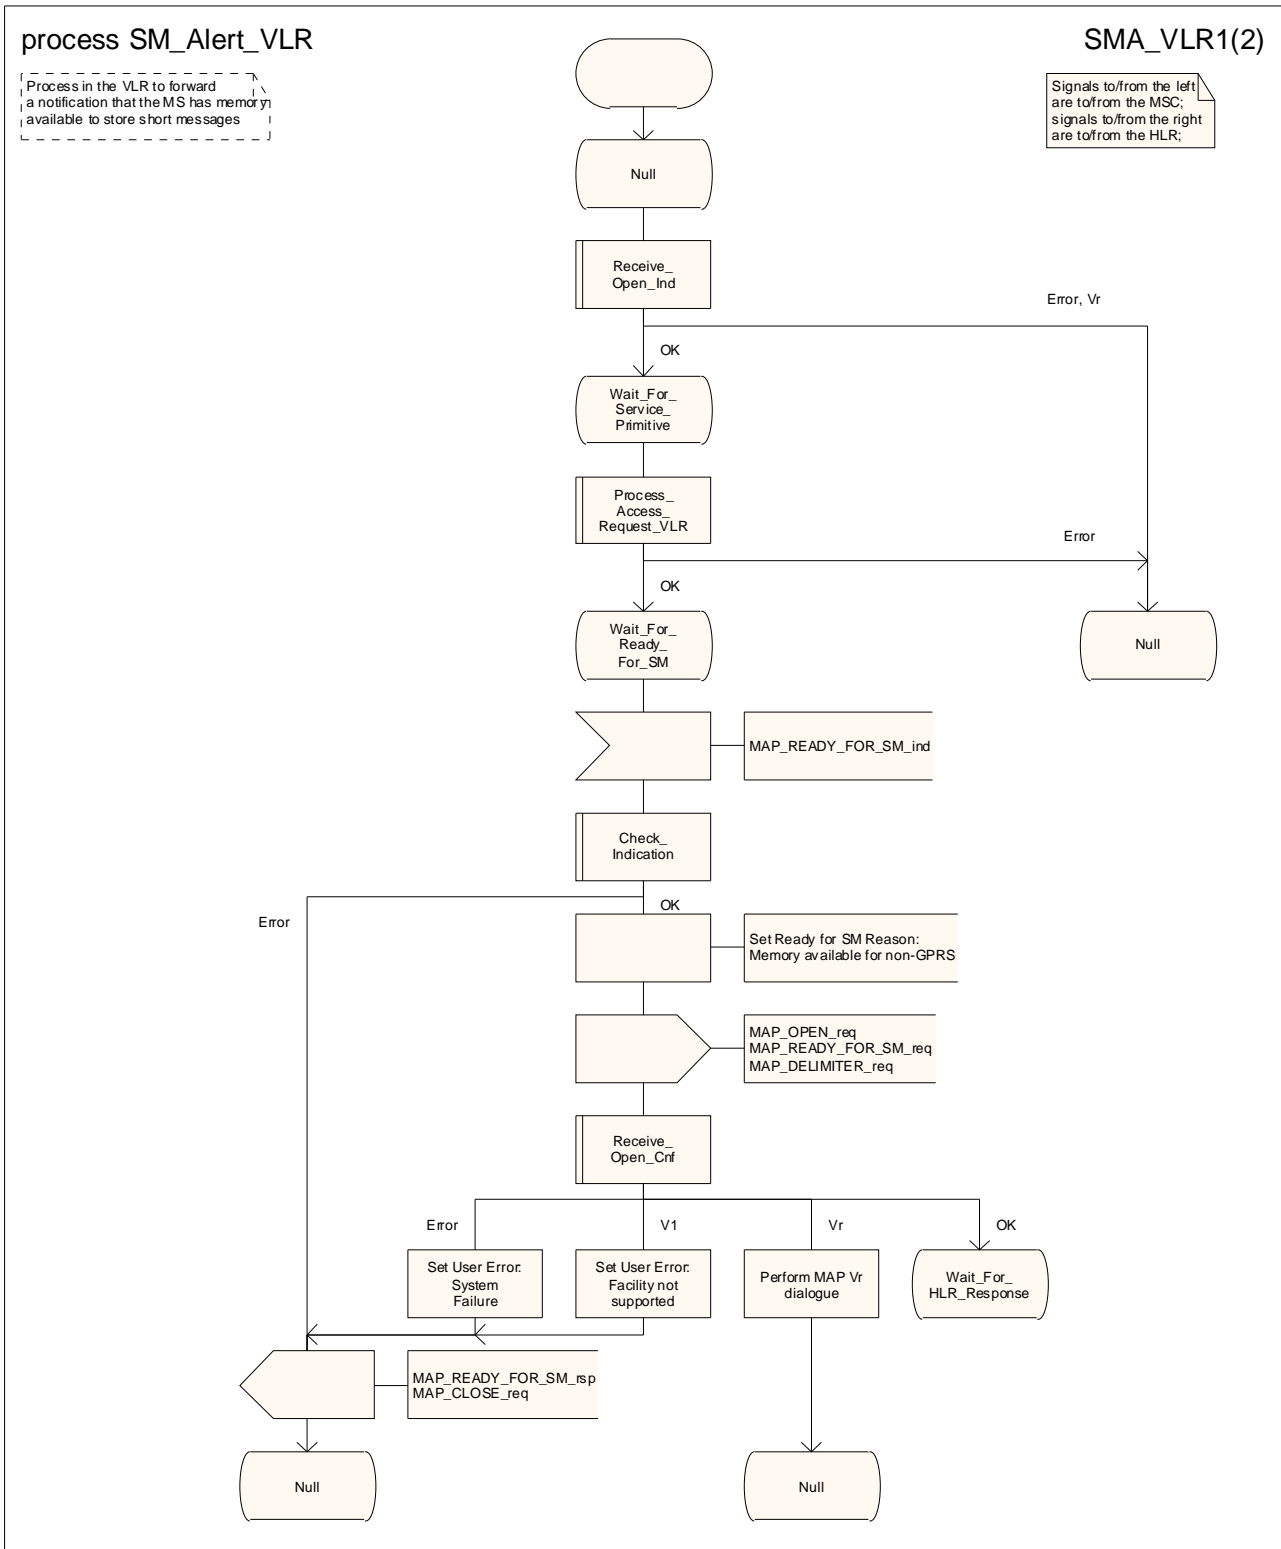 process SM_Alert_VLR
SMA_VLR1(2)
Process in the VLR to forward
a notification that the MS has memory
available to store short messages
Signals to/from the left
are to/from the MSC;
signals to/from the right
are to/from the HLR;
Null
Receive_
Open_Ind
Error, Vr
OK
Wait_For_
Service_
Primitive
Process_
Access_
Request_VLR
Error
OK
Wait_For_
Ready_
For_SM
Null
MAP_READY_FOR_SM_ind
Check_
Indication
Error
OK
Set Ready for SM Reason:
Memory available for non-GPRS
MAP_OPEN_req
MAP_READY_FOR_SM_req
MAP_DELIMITER_req
Receive_
Open_Cnf
Error
V1
Vr
OK
Set User Error:
System
Failure
Set User Error:
Facility not
supported
Perform MAP Vr
dialogue
Wait_For_
HLR_Response
MAP_READY_FOR_SM_rsp
MAP_CLOSE_req
Null
Null